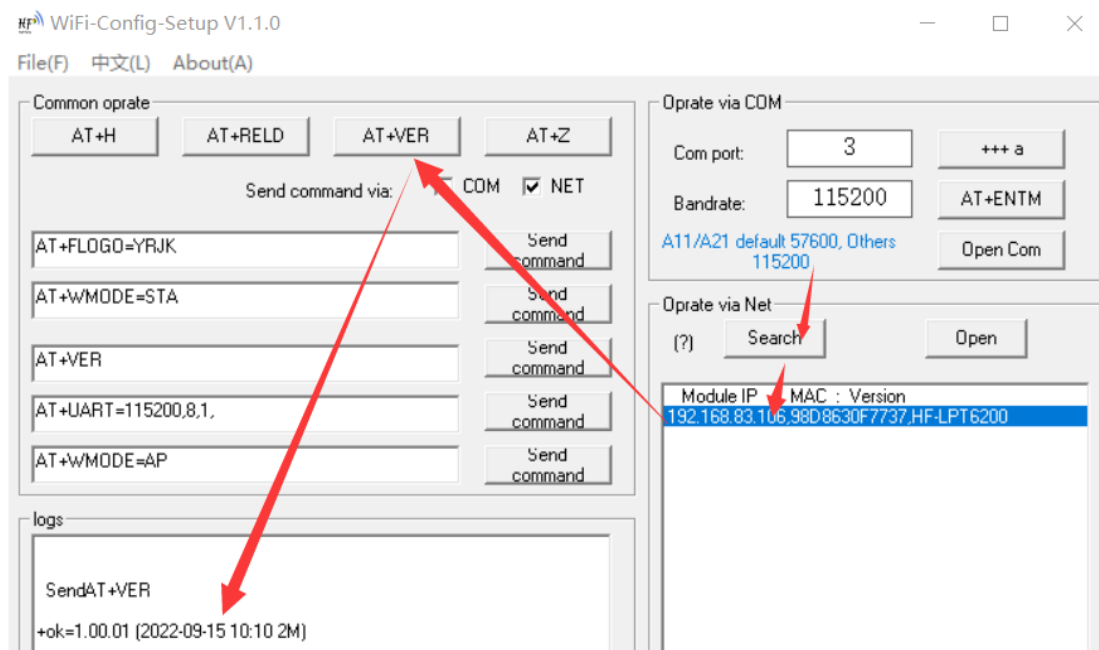 HF WiFi-Config-Setup V1.1.0
File(F) 中文(L) About(A)
Common oprate
AT+H AT+RELD AT+VER AT+Z
Send command via: COM NET
AT+FLOGO=YRJK
Send command
AT+WMODE=STA
Send command
AT+VER
Send command
AT+UART=115200,8,1,
Send command
AT+WMODE=AP
Send command
logs
SendAT+VER
+ok=1.00.01 (2022-09-15 10:10 2M)
Oprate via COM
Com port: 3 +++ a
Bandrate: 115200 AT+ENTM
A11/A21 default 57600, Others
115200
Open Com
Oprate via Net
(?) Search Open
Module IP MAC : Version
192.168.83.106,98D8630F7737,HF-LPT6200